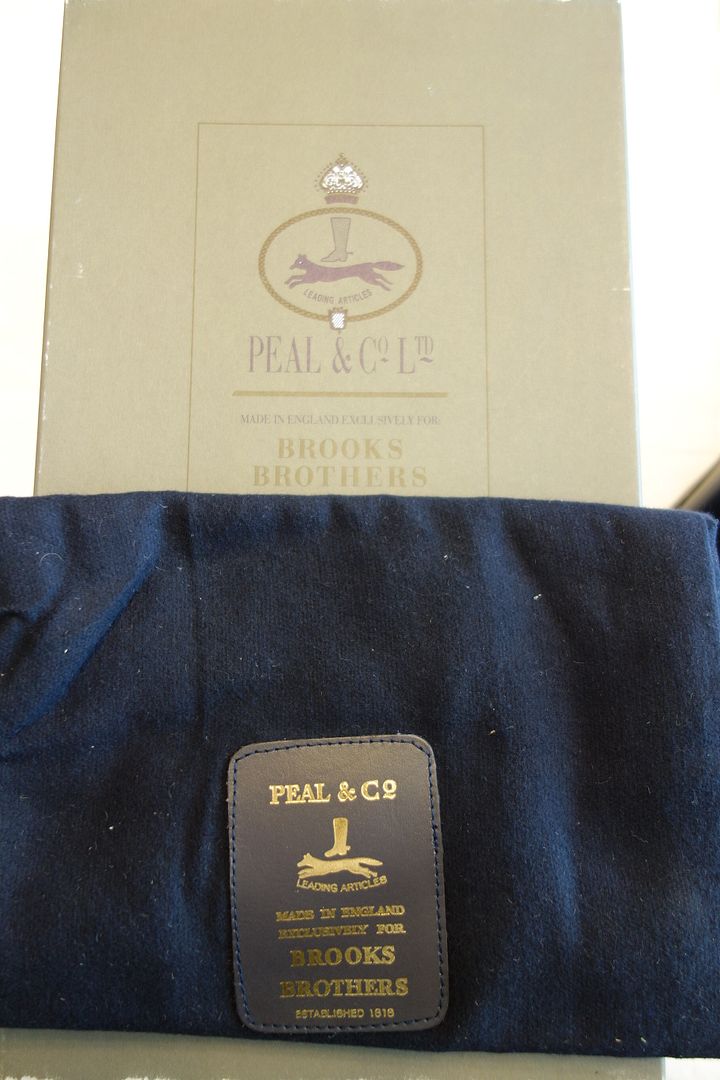 LEADING ARTICLES
PEAL & Cº LTD
MADE IN ENGLAND EXCLUSIVELY FOR:
BROOKS
BROTHERS
PEAL & Cº
LEADING ARTICLES
MADE IN ENGLAND
EXCLUSIVELY FOR
BROOKS
BROTHERS
ESTABLISHED 1818